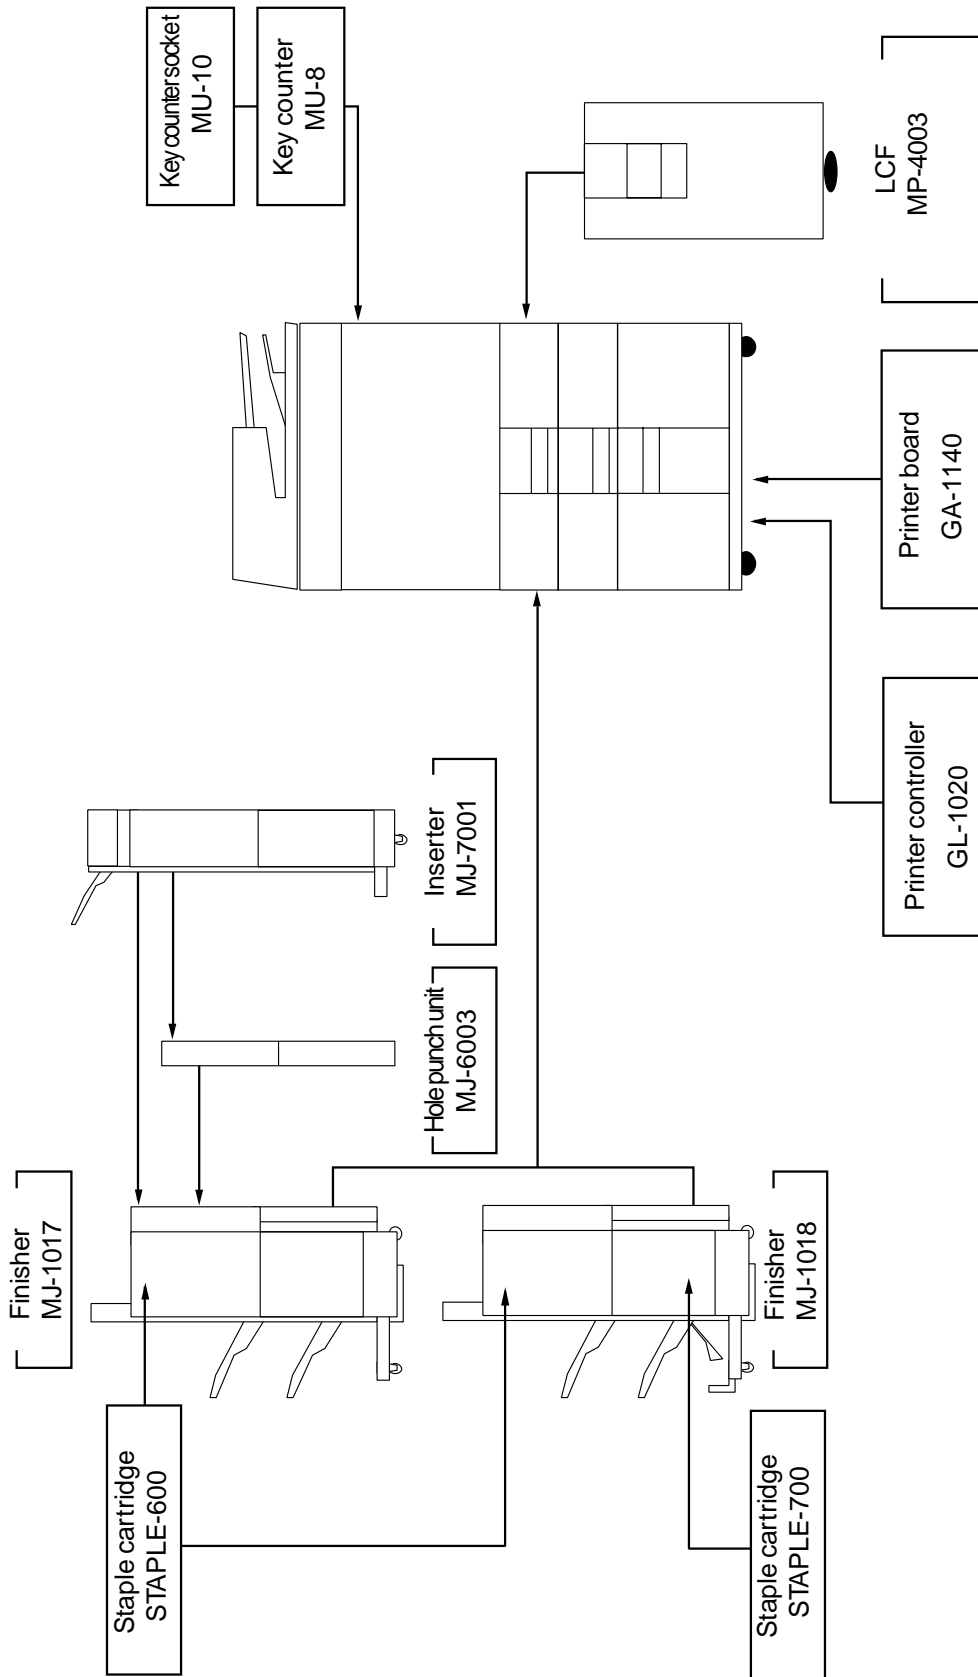 Staple cartridge
STAPLE-600
Finisher
MJ-1017
Hole punch unit
MJ-6003
Inserter
MJ-7001
Key counter socket
MU-10
Key counter
MU-8
Staple cartridge
STAPLE-700
Finisher
MJ-1018
Printer controller
GL-1020
Printer board
GA-1140
LCF
MP-4003